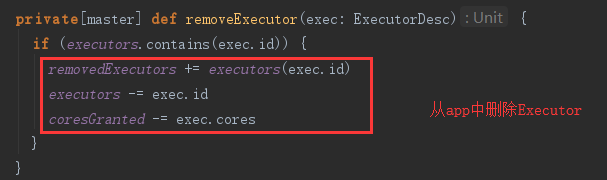 private[master] def removeExecutor(exec: ExecutorDesc) : Unit {
if (executors.contains(exec.id)) {
removedExecutors += executors(exec.id)
executors -= exec.id
coresGranted -= exec.cores
从app中删除Executor
}
}